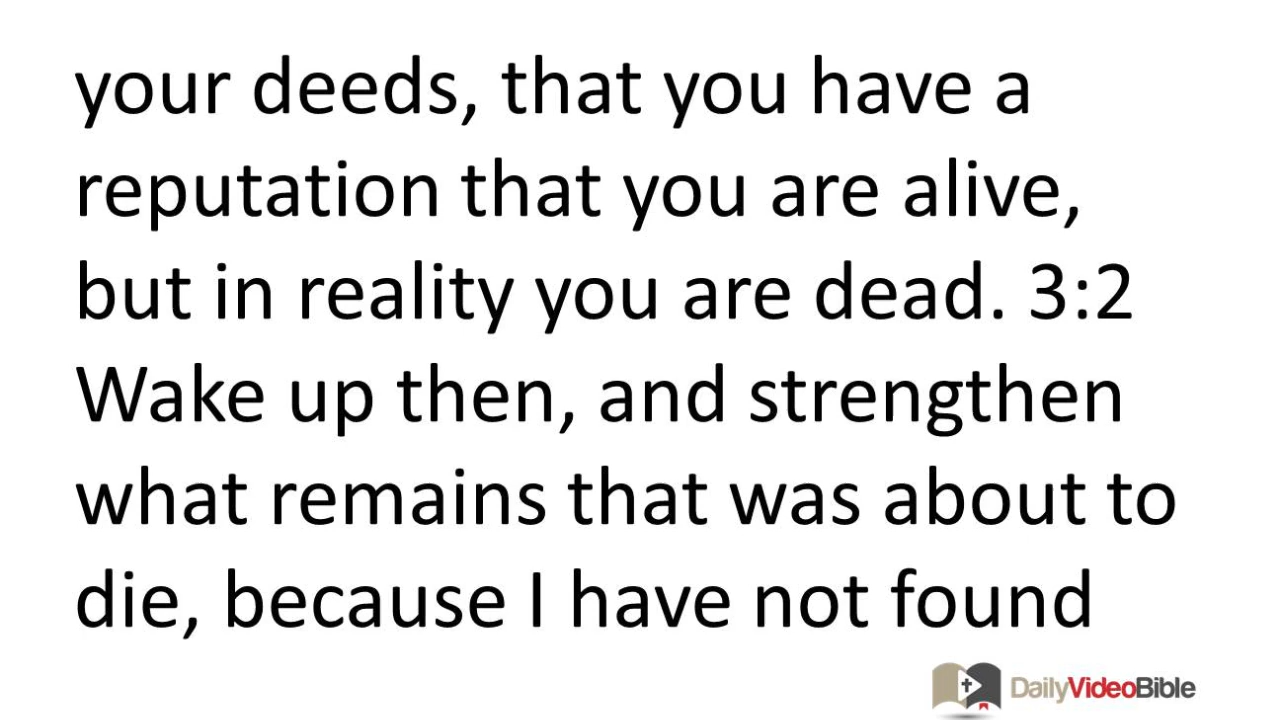 your deeds, that you have a
reputation that you are alive,
but in reality you are dead. 3:2
Wake up then, and strengthen
what remains that was about to
die, because I have not found
DailyVideoBible